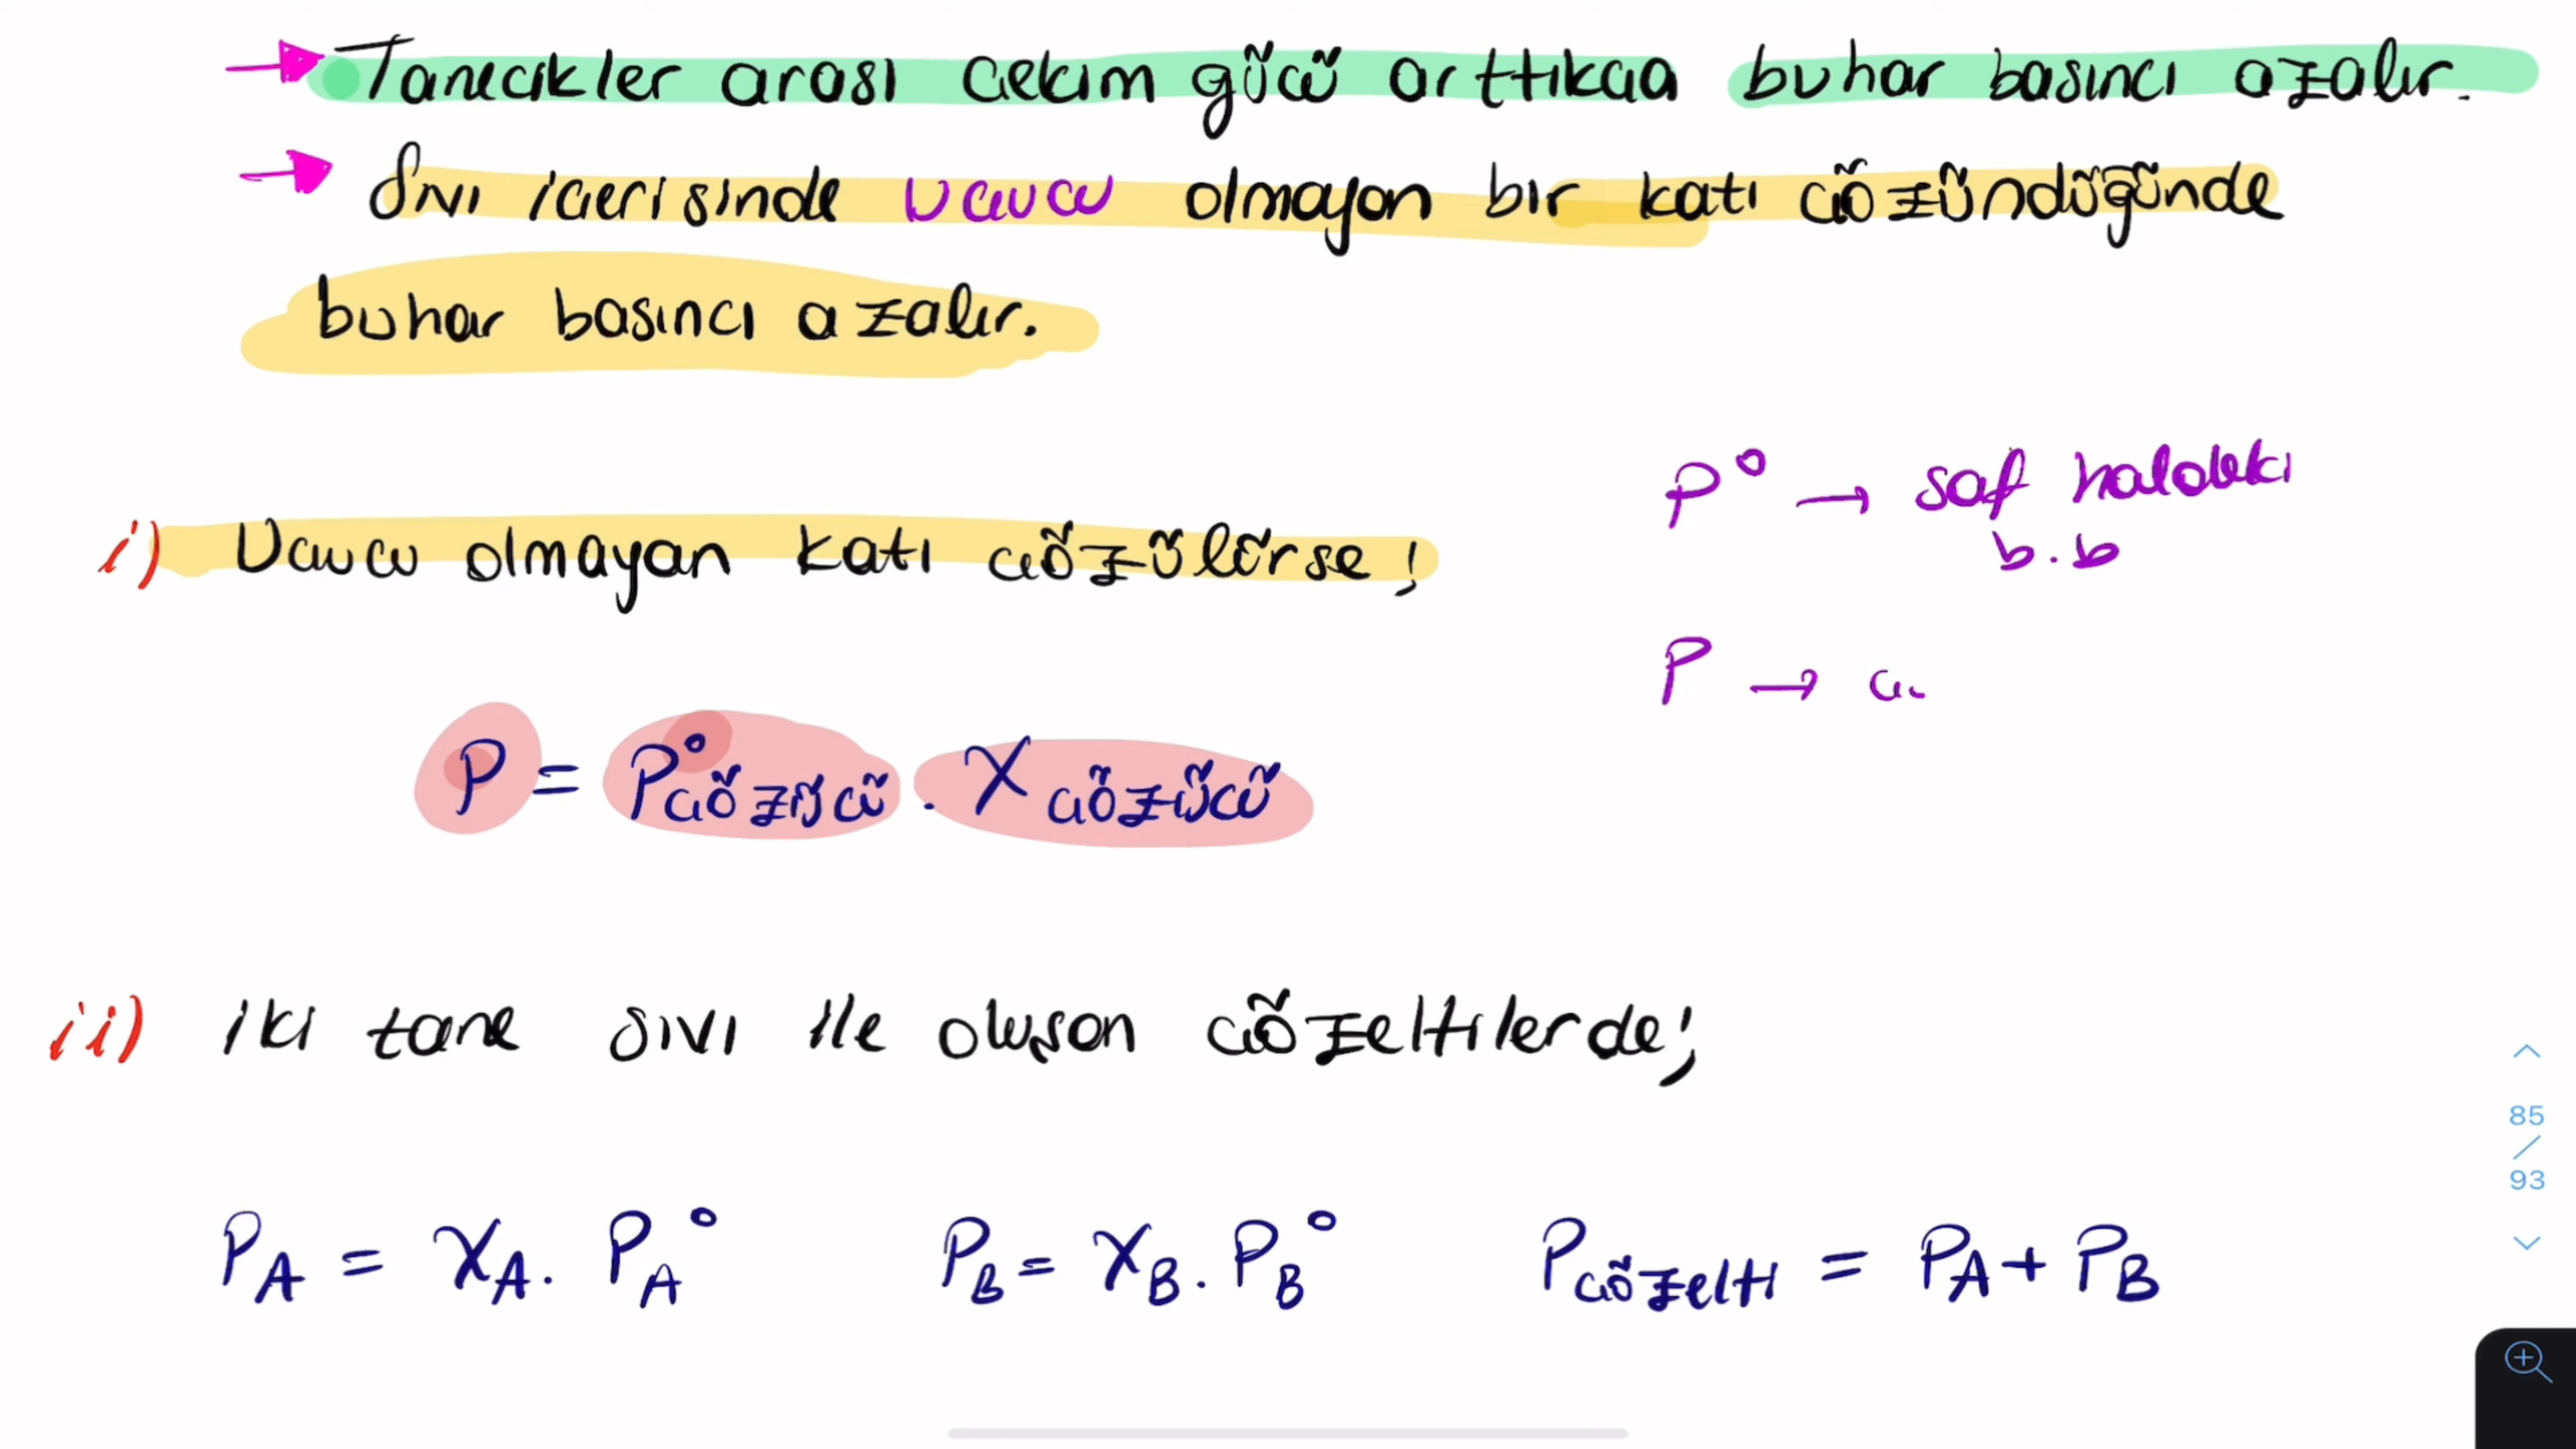 → Tanecikler arası çekim gücü arttıkça buhar basıncı azalır.
→ Sıvı içerisinde uçucu olmayan bir katı çözündüğünde
buhar basıncı azalır.
P° → saf haldeki
b.b
i) Uçucu olmayan katı çözülürse;
P → çö
P = P°çözücü . Xçözücü
ii) iki tane sıvı ile oluşan çözeltilerde;
PA = XA . PA° PB = XB . PB° Pçözelti = PA + PB
85
/
93